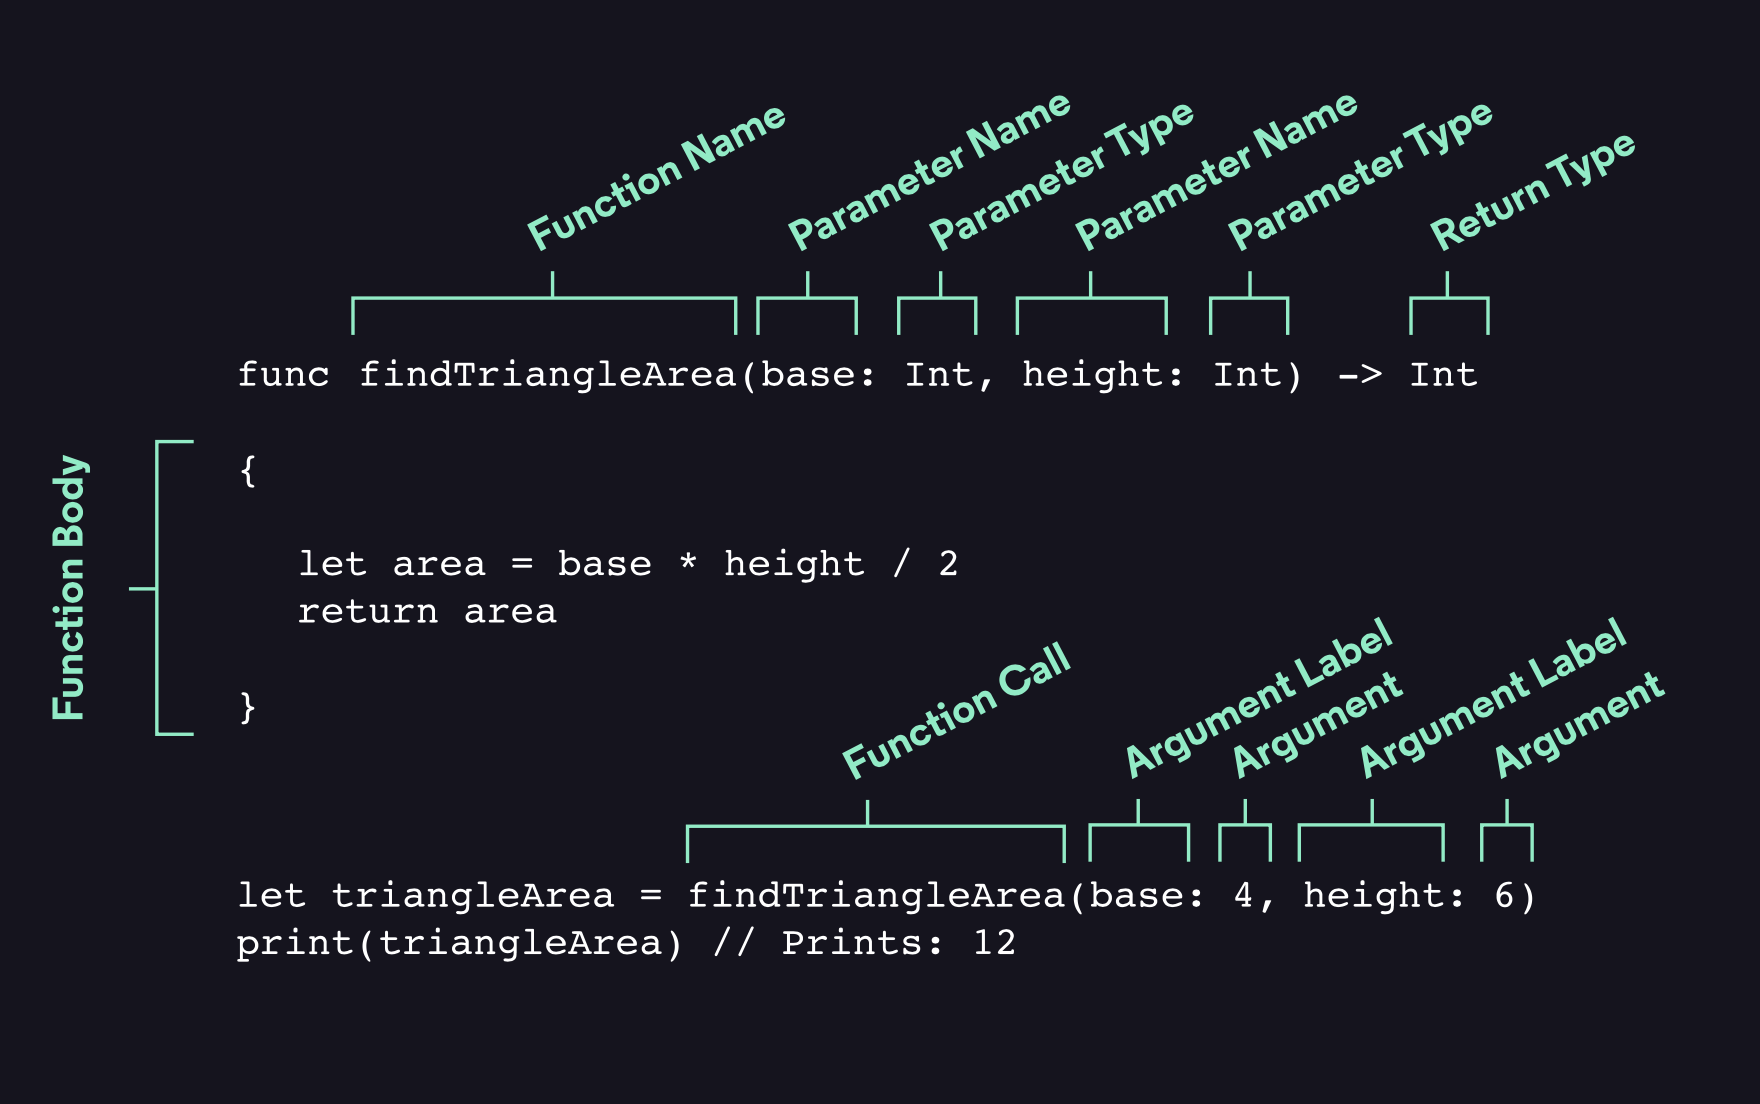 Function Name
Parameter Name
Parameter Type
Parameter Name
Parameter Type
Return Type
func findTriangleArea(base: Int, height: Int) -> Int
Function Body
{
let area = base * height / 2
return area
}
Function Call
Argument Label
Argument
Argument Label
Argument
let triangleArea = findTriangleArea(base: 4, height: 6)
print(triangleArea) // Prints: 12